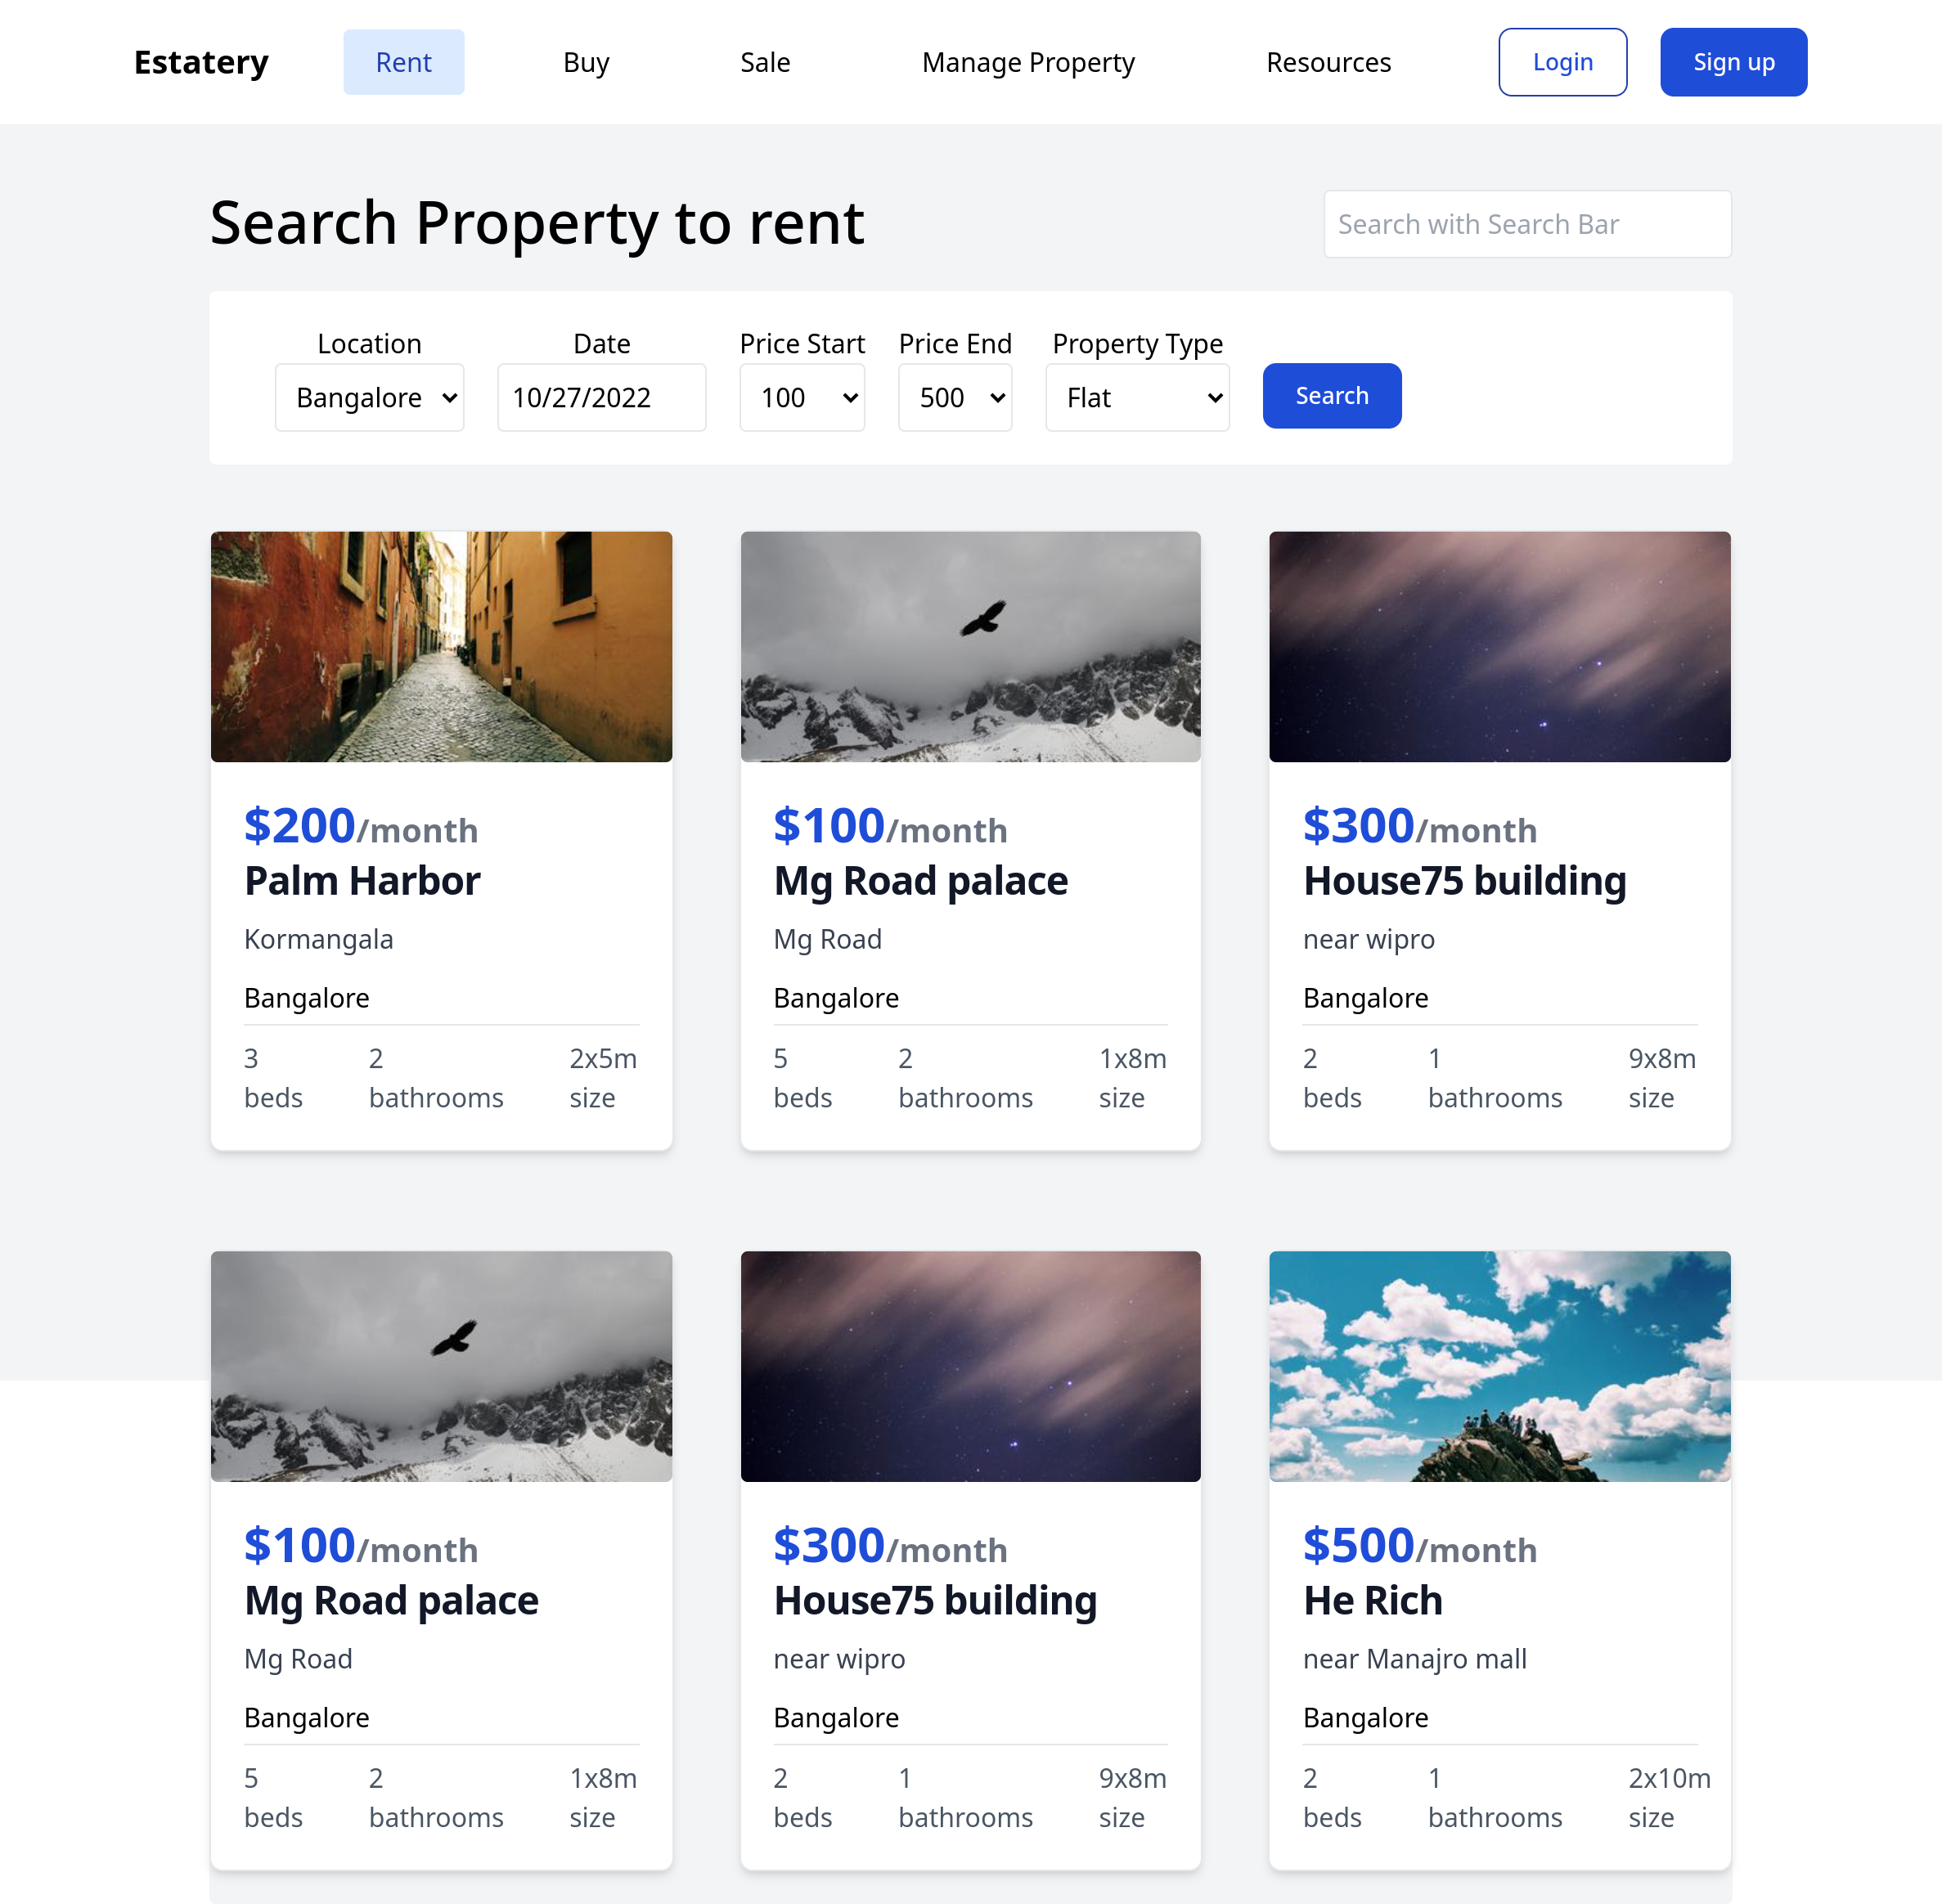 Estatery Rent Buy Sale Manage Property Resources Login Sign up
Search Property to rent Search with Search Bar
Location Date Price Start Price End Property Type
Bangalore 10/27/2022 100 500 Flat Search
$200/month
Palm Harbor
Kormangala
Bangalore
3 2 2x5m
beds bathrooms size
$100/month
Mg Road palace
Mg Road
Bangalore
5 2 1x8m
beds bathrooms size
$300/month
House75 building
near wipro
Bangalore
2 1 9x8m
beds bathrooms size
$100/month
Mg Road palace
Mg Road
Bangalore
5 2 1x8m
beds bathrooms size
$300/month
House75 building
near wipro
Bangalore
2 1 9x8m
beds bathrooms size
$500/month
He Rich
near Manajro mall
Bangalore
2 1 2x10m
beds bathrooms size